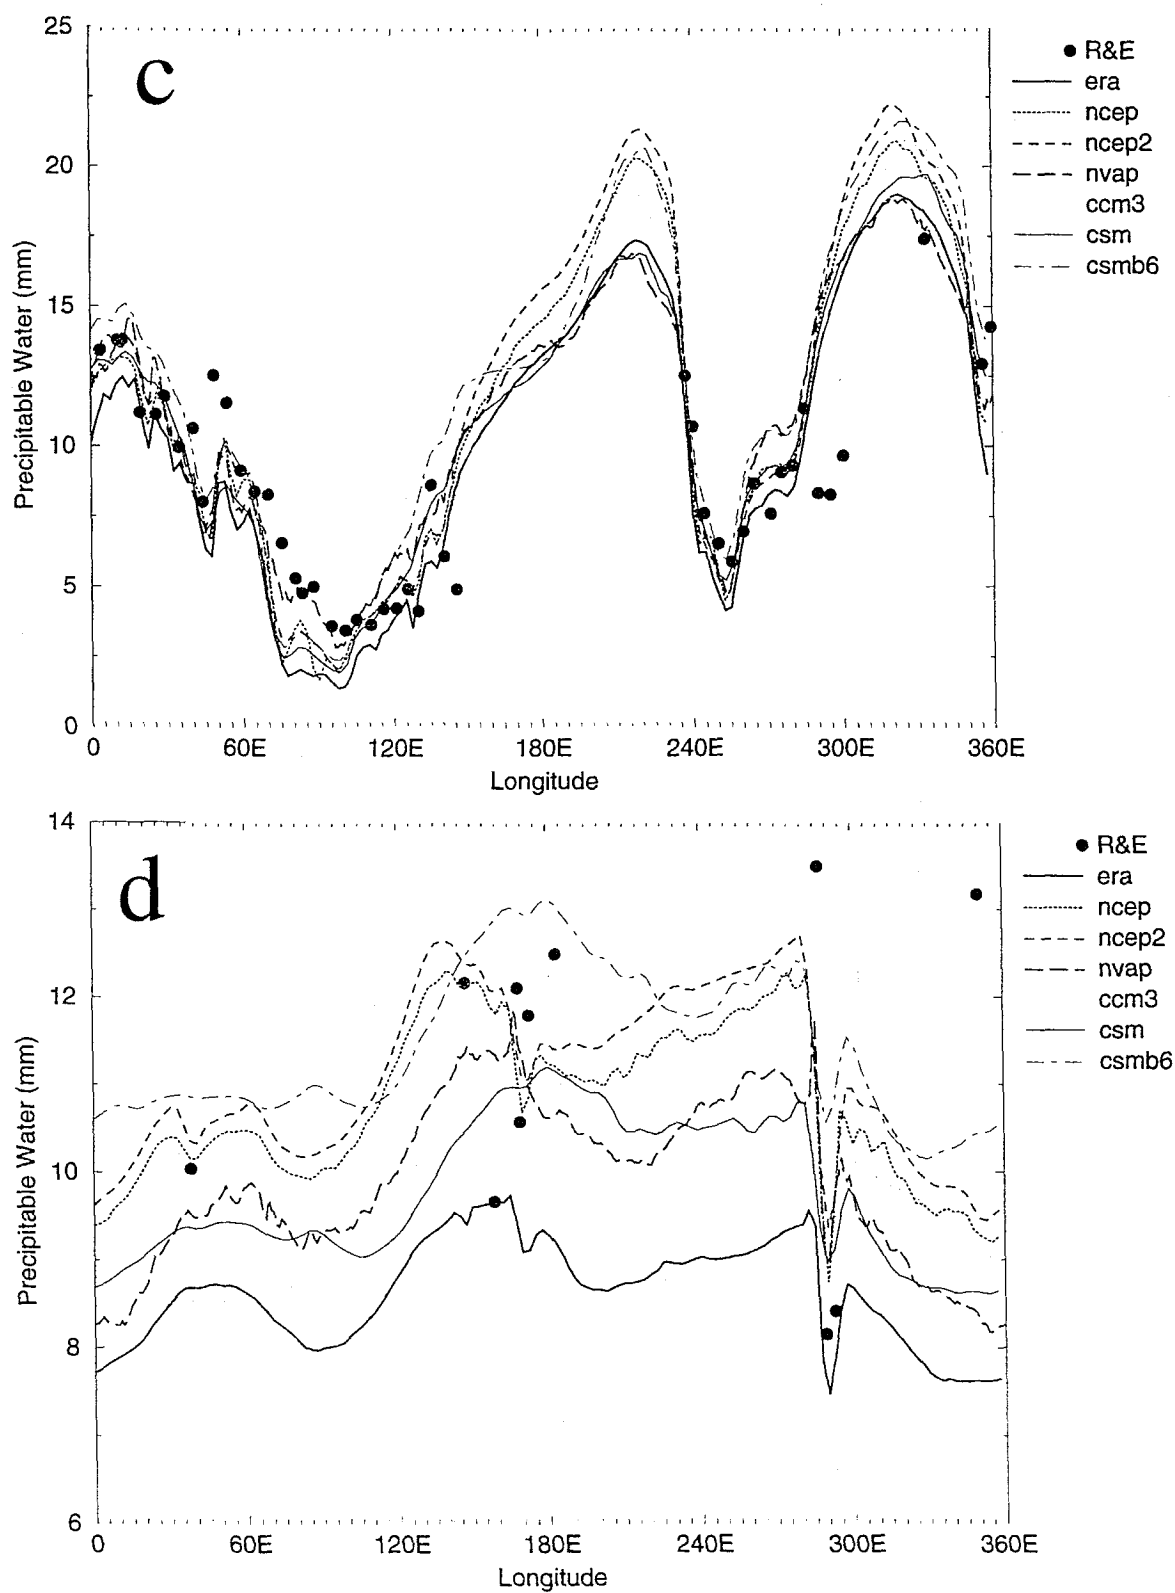 c
25
20
15
10
5
0
Precipitable Water (mm)
0 60E 120E 180E 240E 300E 360E
Longitude
R&E
era
ncep
ncep2
nvap
ccm3
csm
csmb6
d
14
12
10
8
6
Precipitable Water (mm)
0 60E 120E 180E 240E 300E 360E
Longitude
R&E
era
ncep
ncep2
nvap
ccm3
csm
csmb6